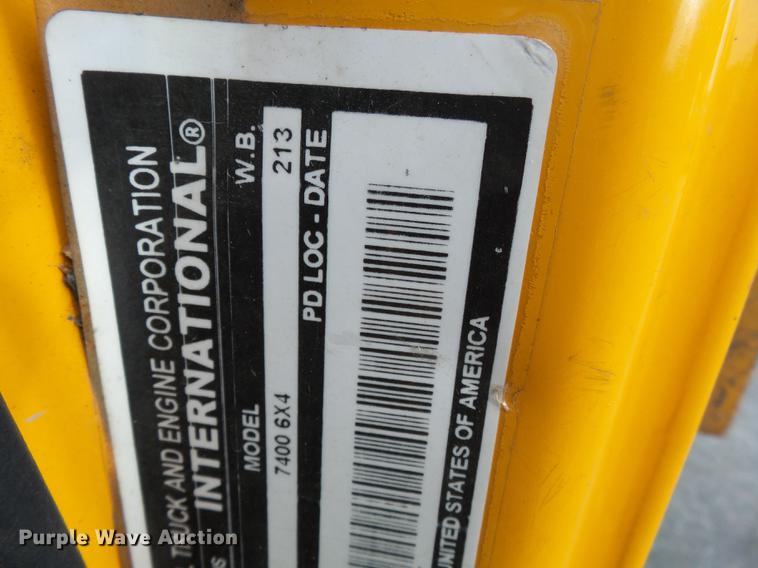 TRUCK AND ENGINE CORPORATION
INTERNATIONAL®
MODEL W.B.
7400 6X4 213
PD LOC - DATE
UNITED STATES OF AMERICA
Purple Wave Auction